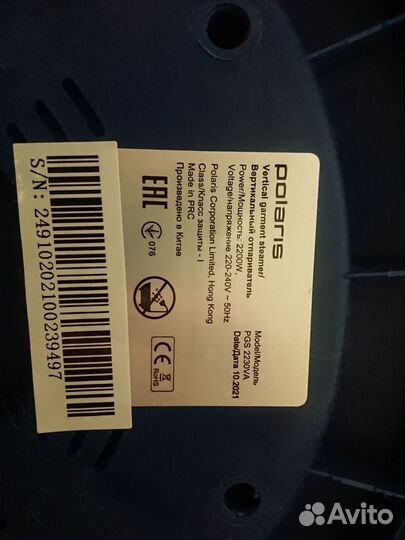 polaris
Vertical garment steamer/
Вертикальный отпариватель
Power/Мощность: 2200W,
Voltage/напряжение 220-240V ~ 50Hz
Polaris Corporation Limited, Hong Kong
Class/Класс защиты - I
Made in PRC
Произведено в Китае
Model/Модель
PGS 2230VA
Date/Дата 10.2021
EAC
076
CE
RoHS
S/N: 24910202100239497
Avito